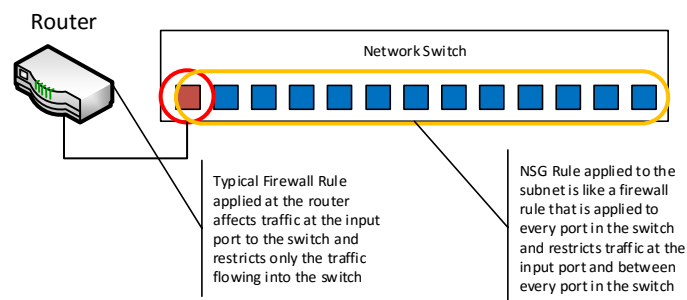 Router
Network Switch
Typical Firewall Rule
applied at the router
affects traffic at the input
port to the switch and
restricts only the traffic
flowing into the switch
NSG Rule applied to the
subnet is like a firewall
rule that is applied to
every port in the switch
and restricts traffic at the
input port and between
every port in the switch